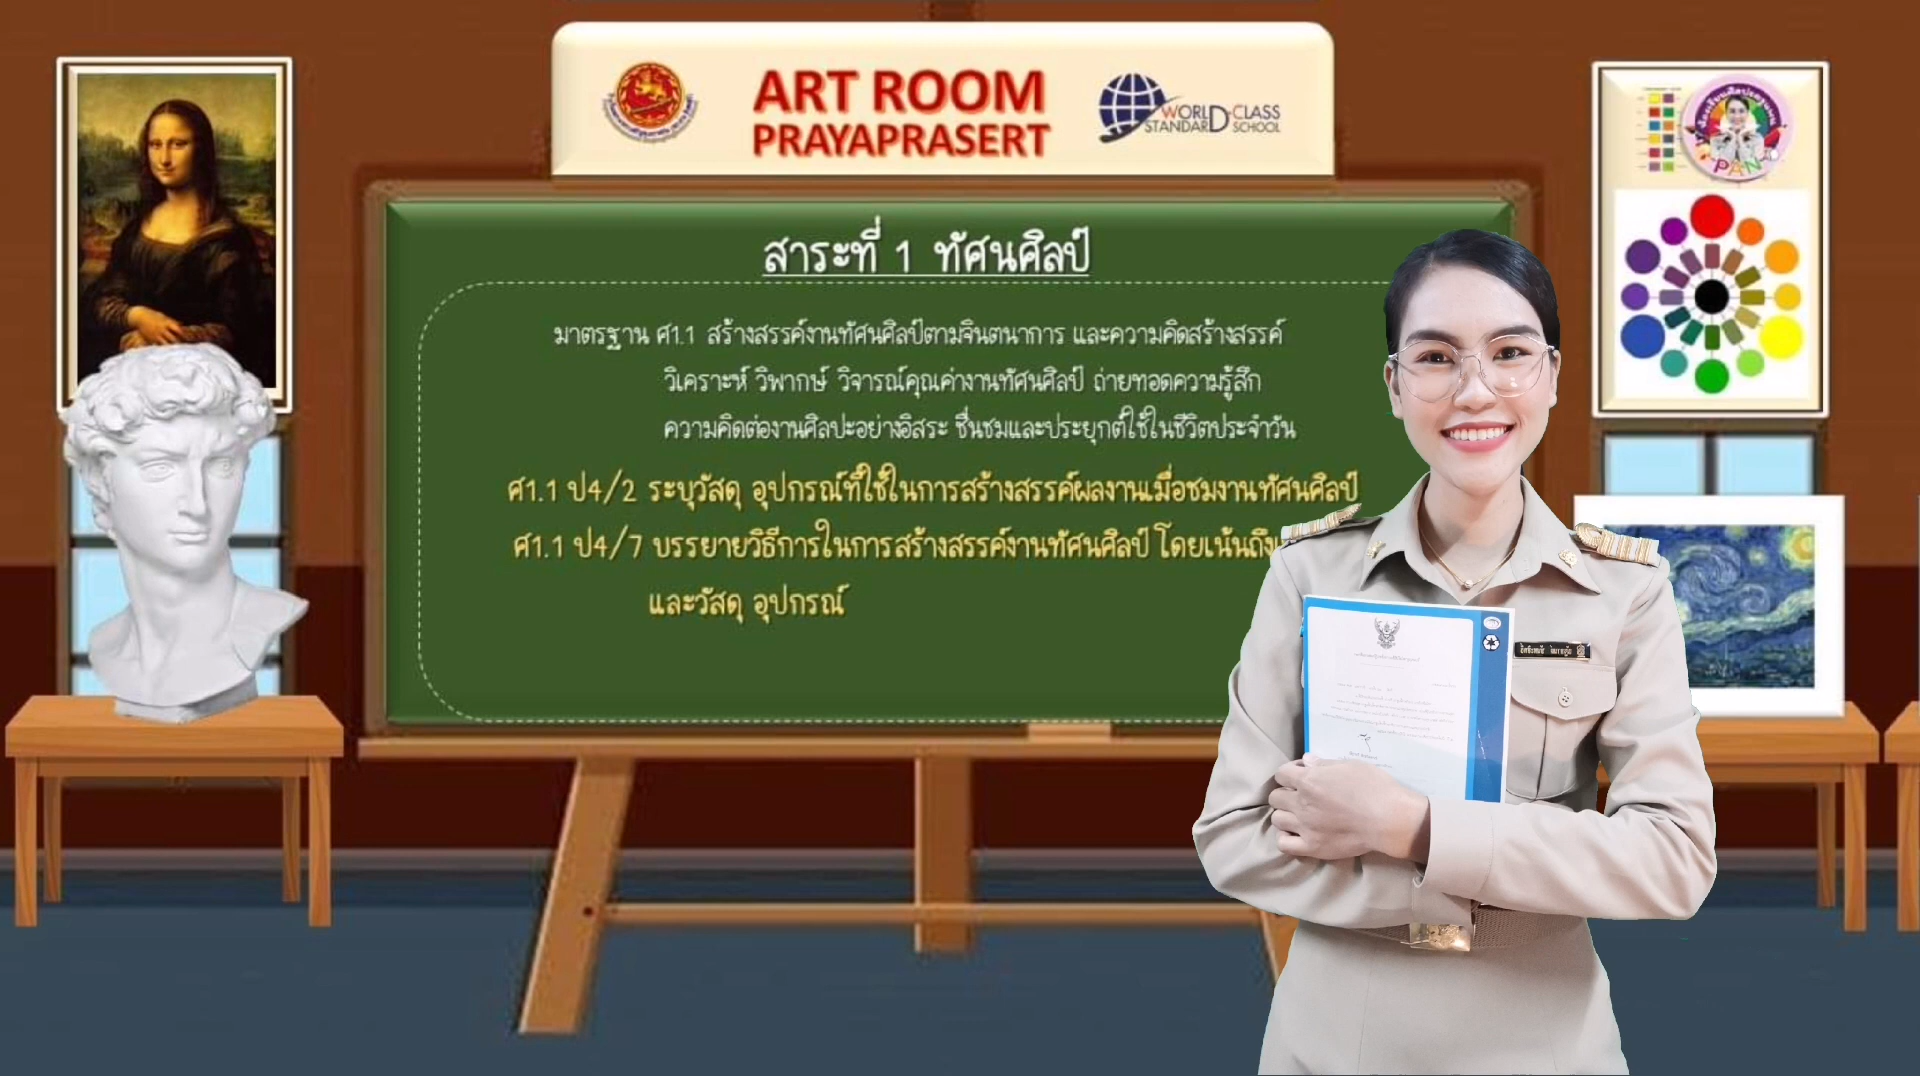 ART ROOM
PRAYAPRASERT
WORLD-CLASS
STANDARD SCHOOL
PAN
สาระที่ 1 ทัศนศิลป์
มาตรฐาน ศ1.1 สร้างสรรค์งานทัศนศิลป์ตามจินตนาการ และความคิดสร้างสรรค์
วิเคราะห์ วิพากษ์ วิจารณ์คุณค่างานทัศนศิลป์ ถ่ายทอดความรู้สึก
ความคิดต่องานศิลปะอย่างอิสระ ชื่นชมและประยุกต์ใช้ในชีวิตประจำวัน
ศ1.1 ป4/2 ระบุวัสดุ อุปกรณ์ที่ใช้ในการสร้างสรรค์ผลงานเมื่อชมงานทัศนศิลป์
ศ1.1 ป4/7 บรรยายวิธีการในการสร้างสรรค์งานทัศนศิลป์ โดยเน้นถึง
และวัสดุ อุปกรณ์